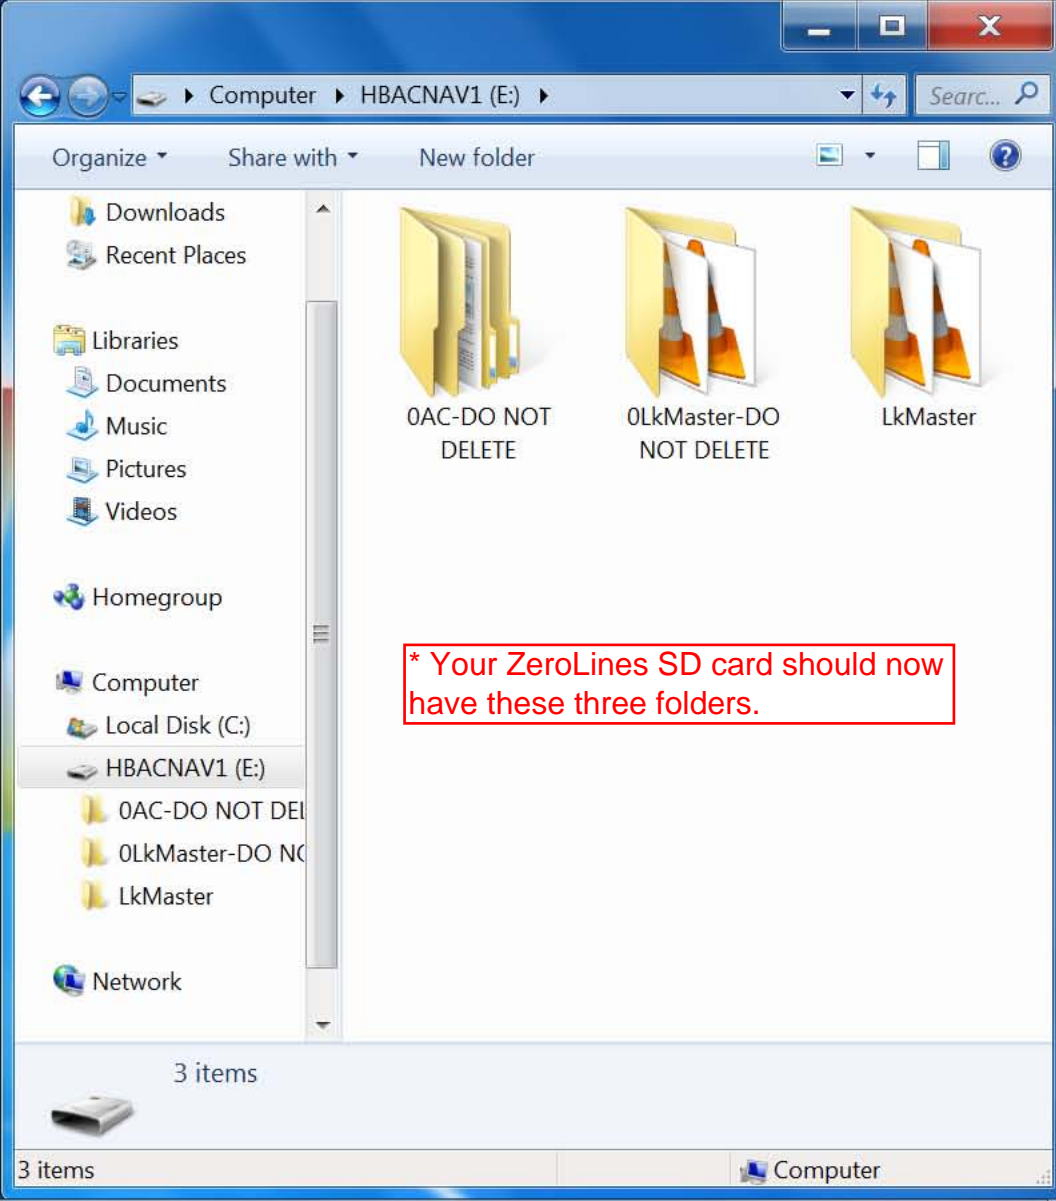 X
Computer HBACNAV1 (E:)
Searc...
Organize Share with New folder
?
Downloads
Recent Places
Libraries
Documents
Music
Pictures
Videos
Homegroup
Computer
Local Disk (C:)
HBACNAV1 (E:)
0AC-DO NOT DEL
0LkMaster-DO NO
LkMaster
Network
0AC-DO NOT
DELETE
0LkMaster-DO
NOT DELETE
LkMaster
* Your ZeroLines SD card should now
have these three folders.
3 items
3 items
Computer